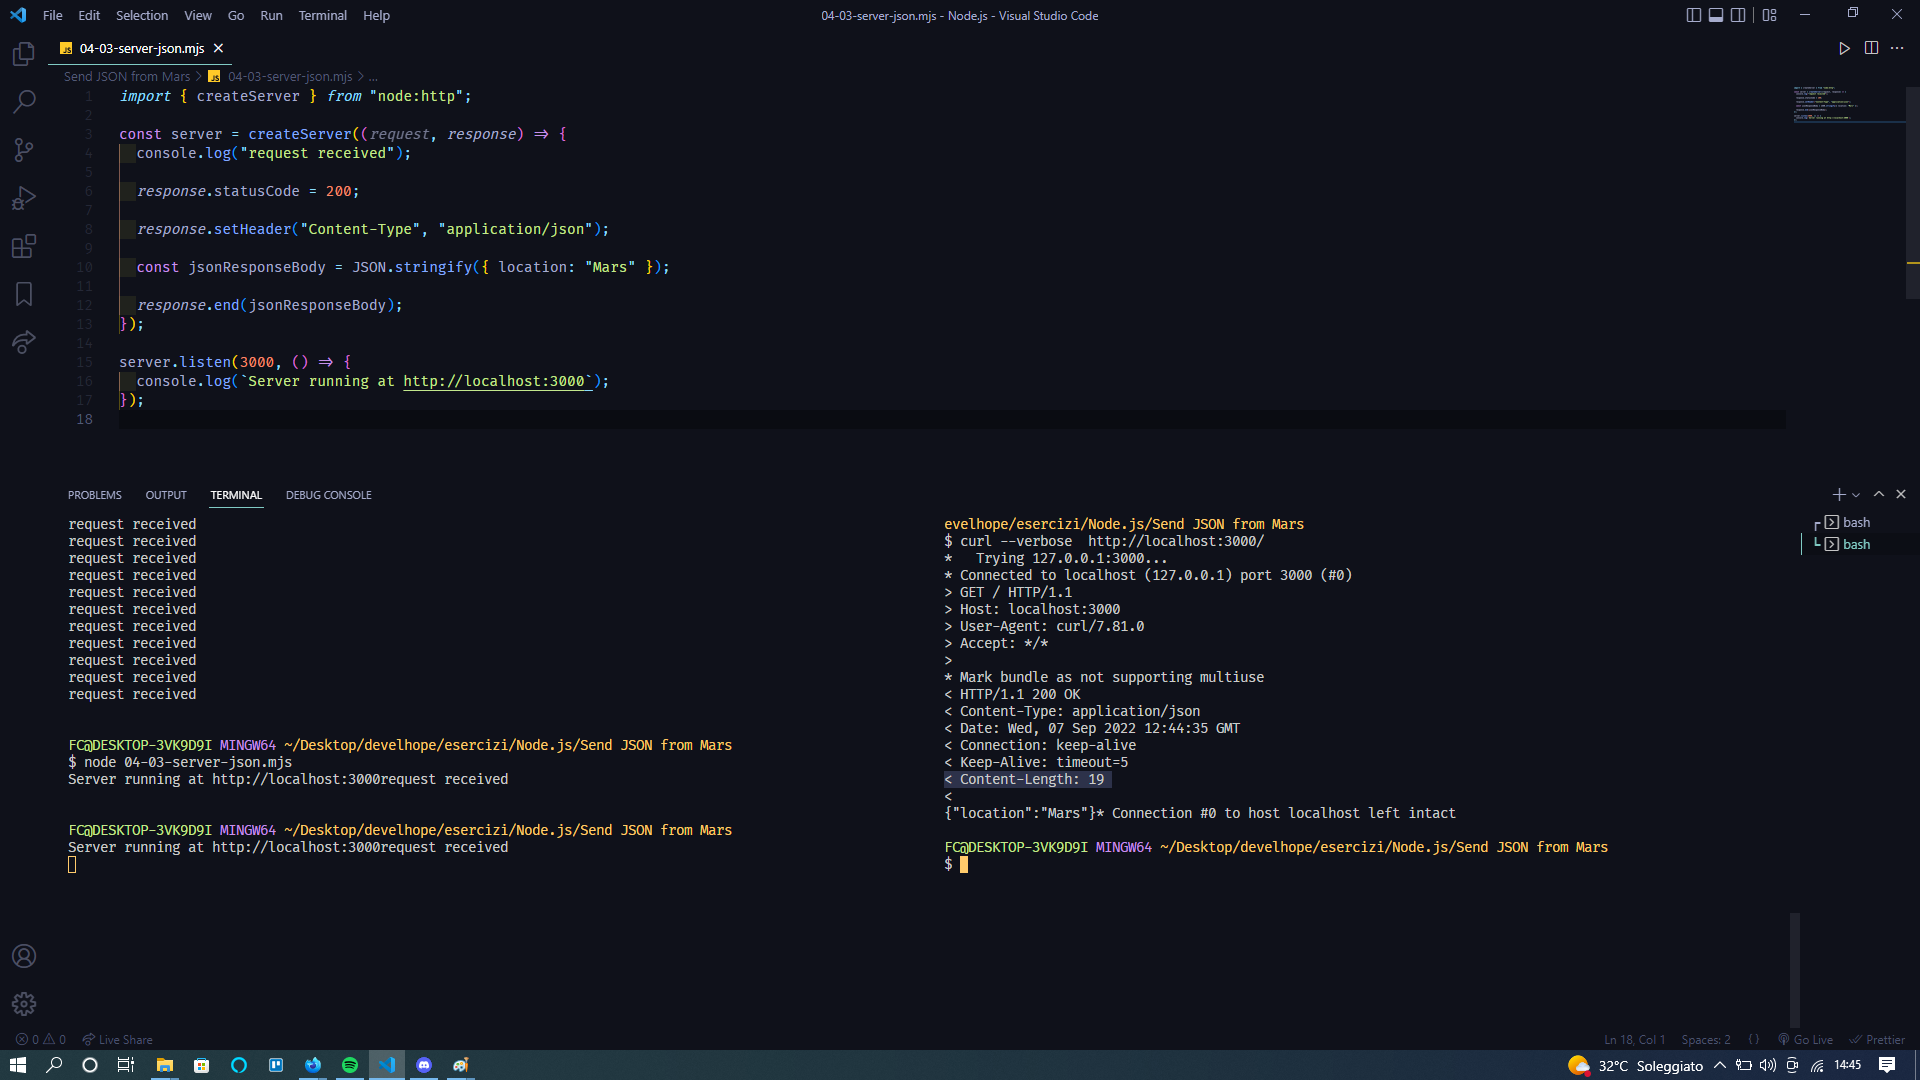 File Edit Selection View Go Run Terminal Help
04-03-server-json.mjs - Node.js - Visual Studio Code
JS 04-03-server-json.mjs
Send JSON from Mars > JS 04-03-server-json.mjs > ...
1 import { createServer } from "node:http";
2
3 const server = createServer((request, response) => {
4 console.log("request received");
5
6 response.statusCode = 200;
7
8 response.setHeader("Content-Type", "application/json");
9
10 const jsonResponseBody = JSON.stringify({ location: "Mars" });
11
12 response.end(jsonResponseBody);
13 });
14
15 server.listen(3000, () => {
16 console.log(`Server running at http://localhost:3000`);
17 });
18
PROBLEMS OUTPUT TERMINAL DEBUG CONSOLE
request received
request received
request received
request received
request received
request received
request received
request received
request received
request received
request received
FC@DESKTOP-3VK9D9I MINGW64 ~/Desktop/develhope/esercizi/Node.js/Send JSON from Mars
$ node 04-03-server-json.mjs
Server running at http://localhost:3000request received
FC@DESKTOP-3VK9D9I MINGW64 ~/Desktop/develhope/esercizi/Node.js/Send JSON from Mars
Server running at http://localhost:3000request received
evelhope/esercizi/Node.js/Send JSON from Mars
$ curl --verbose  http://localhost:3000/
*   Trying 127.0.0.1:3000...
* Connected to localhost (127.0.0.1) port 3000 (#0)
> GET / HTTP/1.1
> Host: localhost:3000
> User-Agent: curl/7.81.0
> Accept: */*
>
* Mark bundle as not supporting multiuse
< HTTP/1.1 200 OK
< Content-Type: application/json
< Date: Wed, 07 Sep 2022 12:44:35 GMT
< Connection: keep-alive
< Keep-Alive: timeout=5
< Content-Length: 19
<
{"location":"Mars"}* Connection #0 to host localhost left intact
FC@DESKTOP-3VK9D9I MINGW64 ~/Desktop/develhope/esercizi/Node.js/Send JSON from Mars
$
bash
bash
0 0 Live Share
Ln 18, Col 1 Spaces: 2 { } Go Live Prettier
32°C Soleggiato 14:45